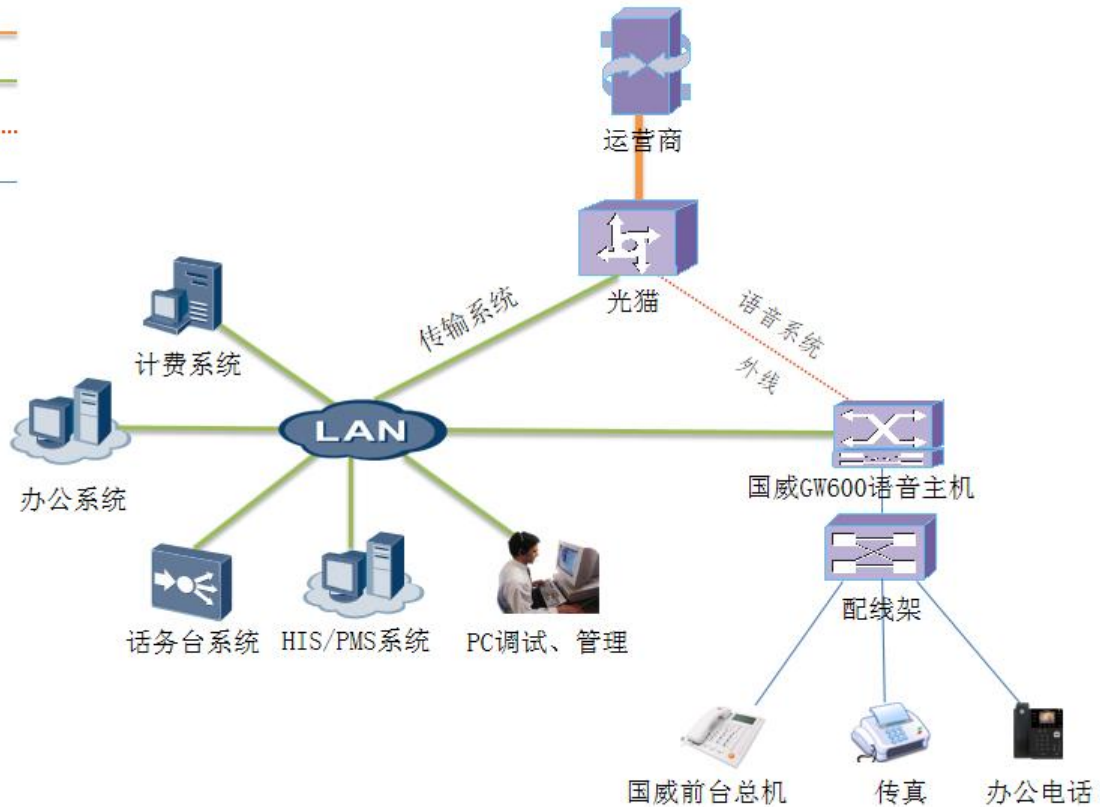 运营商
光猫
传输系统
语音系统
外线
计费系统
LAN
办公系统
国威GW600语音主机
话务台系统
HIS/PMS系统
PC调试、管理
配线架
国威前台总机
传真
办公电话